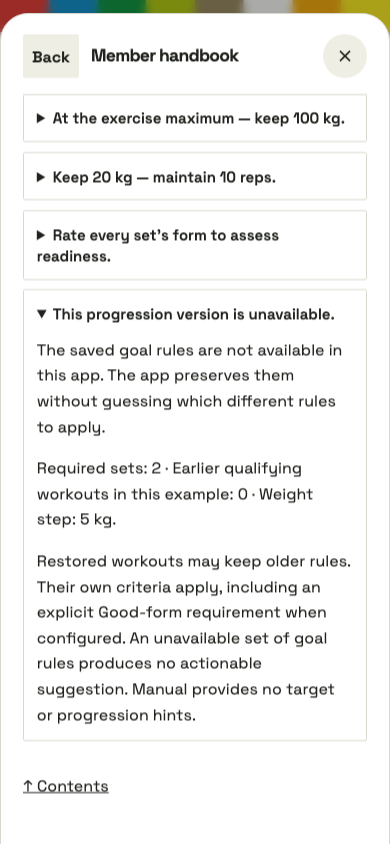 Back Member handbook ×
▶ At the exercise maximum — keep 100 kg.
▶ Keep 20 kg — maintain 10 reps.
▶ Rate every set's form to assess
readiness.
▼ This progression version is unavailable.
The saved goal rules are not available in
this app. The app preserves them
without guessing which different rules
to apply.
Required sets: 2 · Earlier qualifying
workouts in this example: 0 · Weight
step: 5 kg.
Restored workouts may keep older rules.
Their own criteria apply, including an
explicit Good-form requirement when
configured. An unavailable set of goal
rules produces no actionable
suggestion. Manual provides no target
or progression hints.
↑ Contents